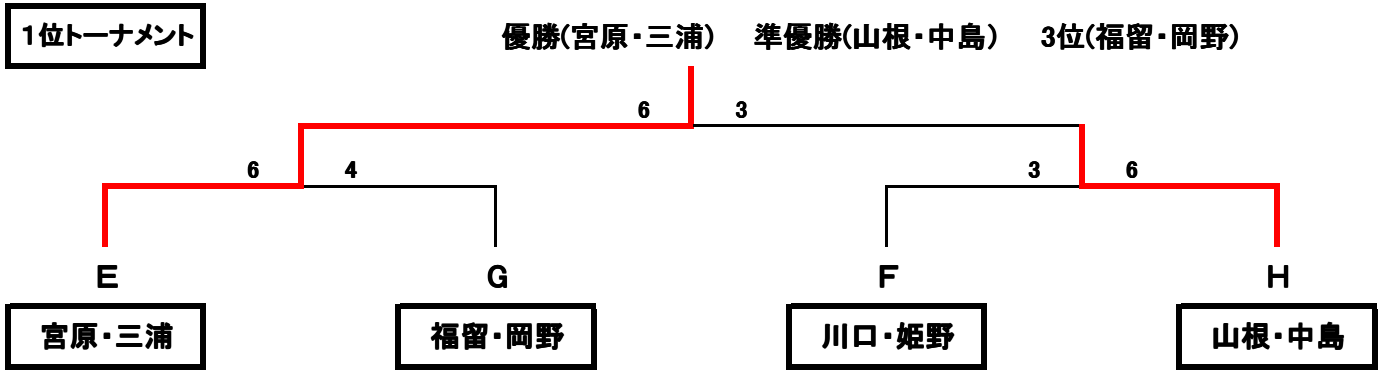 １位トーナメント
優勝(宮原・三浦)　準優勝(山根・中島)　3位(福留・岡野)
6 3
6 4 3 6
E G F H
宮原・三浦 福留・岡野 川口・姫野 山根・中島